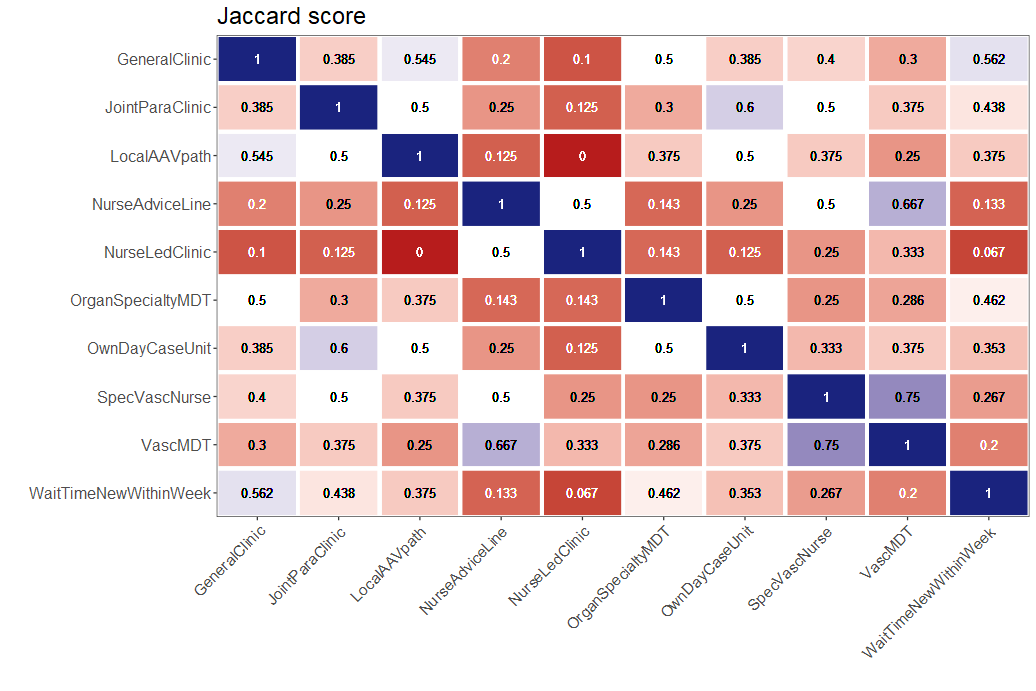 Jaccard score
GeneralClinic 1 0.385 0.545 0.2 0.1 0.5 0.385 0.4 0.3 0.562
JointParaClinic 0.385 1 0.5 0.25 0.125 0.3 0.6 0.5 0.375 0.438
LocalAAVpath 0.545 0.5 1 0.125 0 0.375 0.5 0.375 0.25 0.375
NurseAdviceLine 0.2 0.25 0.125 1 0.5 0.143 0.25 0.5 0.667 0.133
NurseLedClinic 0.1 0.125 0 0.5 1 0.143 0.125 0.25 0.333 0.067
OrganSpecialtyMDT 0.5 0.3 0.375 0.143 0.143 1 0.5 0.25 0.286 0.462
OwnDayCaseUnit 0.385 0.6 0.5 0.25 0.125 0.5 1 0.333 0.375 0.353
SpecVascNurse 0.4 0.5 0.375 0.5 0.25 0.25 0.333 1 0.75 0.267
VascMDT 0.3 0.375 0.25 0.667 0.333 0.286 0.375 0.75 1 0.2
WaitTimeNewWithinWeek 0.562 0.438 0.375 0.133 0.067 0.462 0.353 0.267 0.2 1
GeneralClinic
JointParaClinic
LocalAAVpath
NurseAdviceLine
NurseLedClinic
OrganSpecialtyMDT
OwnDayCaseUnit
SpecVascNurse
VascMDT
WaitTimeNewWithinWeek